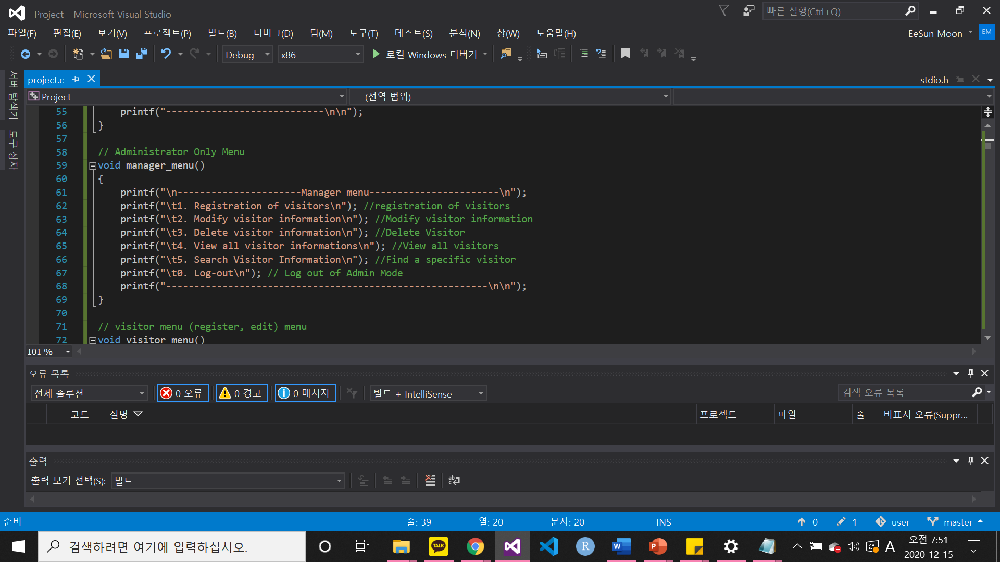 Project - Microsoft Visual Studio
빠른 실행(Ctrl+Q)
파일(F) 편집(E) 보기(V) 프로젝트(P) 빌드(B) 디버그(D) 팀(M) 도구(T) 테스트(S) 분석(N) 창(W) 도움말(H)
EeSun Moon EM
Debug x86 로컬 Windows 디버거
서버 탐색기
도구 상자
project.c stdio.h
Project (전역 범위)
55 printf("----------------------------\n\n");
56 }
57
58 // Administrator Only Menu
59 void manager_menu()
60 {
61 printf("\n----------------------Manager menu-----------------------\n");
62 printf("\t1. Registration of visitors\n"); //registration of visitors
63 printf("\t2. Modify visitor information\n"); //Modify visitor information
64 printf("\t3. Delete visitor information\n"); //Delete Visitor
65 printf("\t4. View all visitor informations\n"); //View all visitors
66 printf("\t5. Search Visitor Information\n"); //Find a specific visitor
67 printf("\t0. Log-out\n"); // Log out of Admin Mode
68 printf("---------------------------------------------------------\n\n");
69 }
70
71 // visitor menu (register, edit) menu
72 void visitor_menu()
101 %
오류 목록
전체 솔루션 0 오류 0 경고 0 메시지 빌드 + IntelliSense 검색 오류 목록
코드 설명 프로젝트 파일 줄 비표시 오류(Suppr...
출력
출력 보기 선택(S): 빌드
준비 줄: 39 열: 20 문자: 20 INS 0 1 user master
검색하려면 여기에 입력하십시오.
TALK R W P A
오전 7:51
2020-12-15